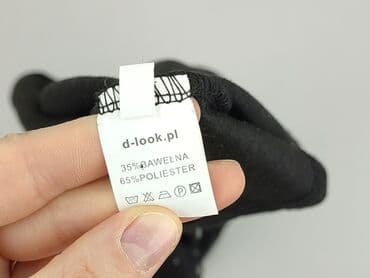 d-look.pl
35% BAWEŁNA
65% POLIESTER